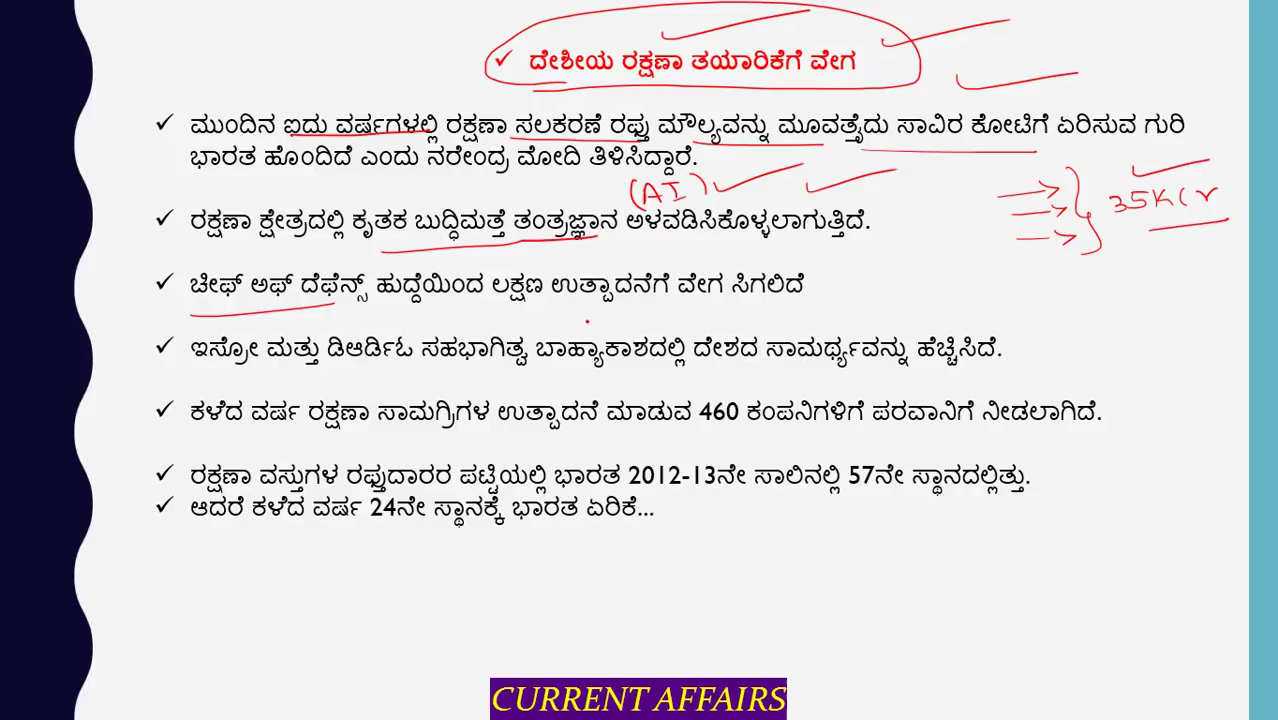 ✓ ದೇಶೀಯ ರಕ್ಷಣಾ ತಯಾರಿಕೆಗೆ ವೇಗ
✓ ಮುಂದಿನ ಐದು ವರ್ಷಗಳಲ್ಲಿ ರಕ್ಷಣಾ ಸಲಕರಣೆ ರಫ್ತು ಮೌಲ್ಯವನ್ನು ಮೂವತ್ತೈದು ಸಾವಿರ ಕೋಟಿಗೆ ಏರಿಸುವ ಗುರಿ
ಭಾರತ ಹೊಂದಿದೆ ಎಂದು ನರೇಂದ್ರ ಮೋದಿ ತಿಳಿಸಿದ್ದಾರೆ.
(AI)
35K Cr
✓ ರಕ್ಷಣಾ ಕ್ಷೇತ್ರದಲ್ಲಿ ಕೃತಕ ಬುದ್ಧಿಮತ್ತೆ ತಂತ್ರಜ್ಞಾನ ಅಳವಡಿಸಿಕೊಳ್ಳಲಾಗುತ್ತಿದೆ.
✓ ಚೀಫ್ ಅಫ್ ದೆಫೆನ್ಸ್ ಹುದ್ದೆಯಿಂದ ಲಕ್ಷಣ ಉತ್ಪಾದನೆಗೆ ವೇಗ ಸಿಗಲಿದೆ
✓ ಇಸ್ರೋ ಮತ್ತು ಡಿಆರ್ಡಿಓ ಸಹಭಾಗಿತ್ವ ಬಾಹ್ಯಾಕಾಶದಲ್ಲಿ ದೇಶದ ಸಾಮರ್ಥ್ಯವನ್ನು ಹೆಚ್ಚಿಸಿದೆ.
✓ ಕಳೆದ ವರ್ಷ ರಕ್ಷಣಾ ಸಾಮಗ್ರಿಗಳ ಉತ್ಪಾದನೆ ಮಾಡುವ 460 ಕಂಪನಿಗಳಿಗೆ ಪರವಾನಿಗೆ ನೀಡಲಾಗಿದೆ.
✓ ರಕ್ಷಣಾ ವಸ್ತುಗಳ ರಫ್ತುದಾರರ ಪಟ್ಟಿಯಲ್ಲಿ ಭಾರತ 2012-13ನೇ ಸಾಲಿನಲ್ಲಿ 57ನೇ ಸ್ಥಾನದಲ್ಲಿತ್ತು.
✓ ಆದರೆ ಕಳೆದ ವರ್ಷ 24ನೇ ಸ್ಥಾನಕ್ಕೆ ಭಾರತ ಏರಿಕೆ...
CURRENT AFFAIRS